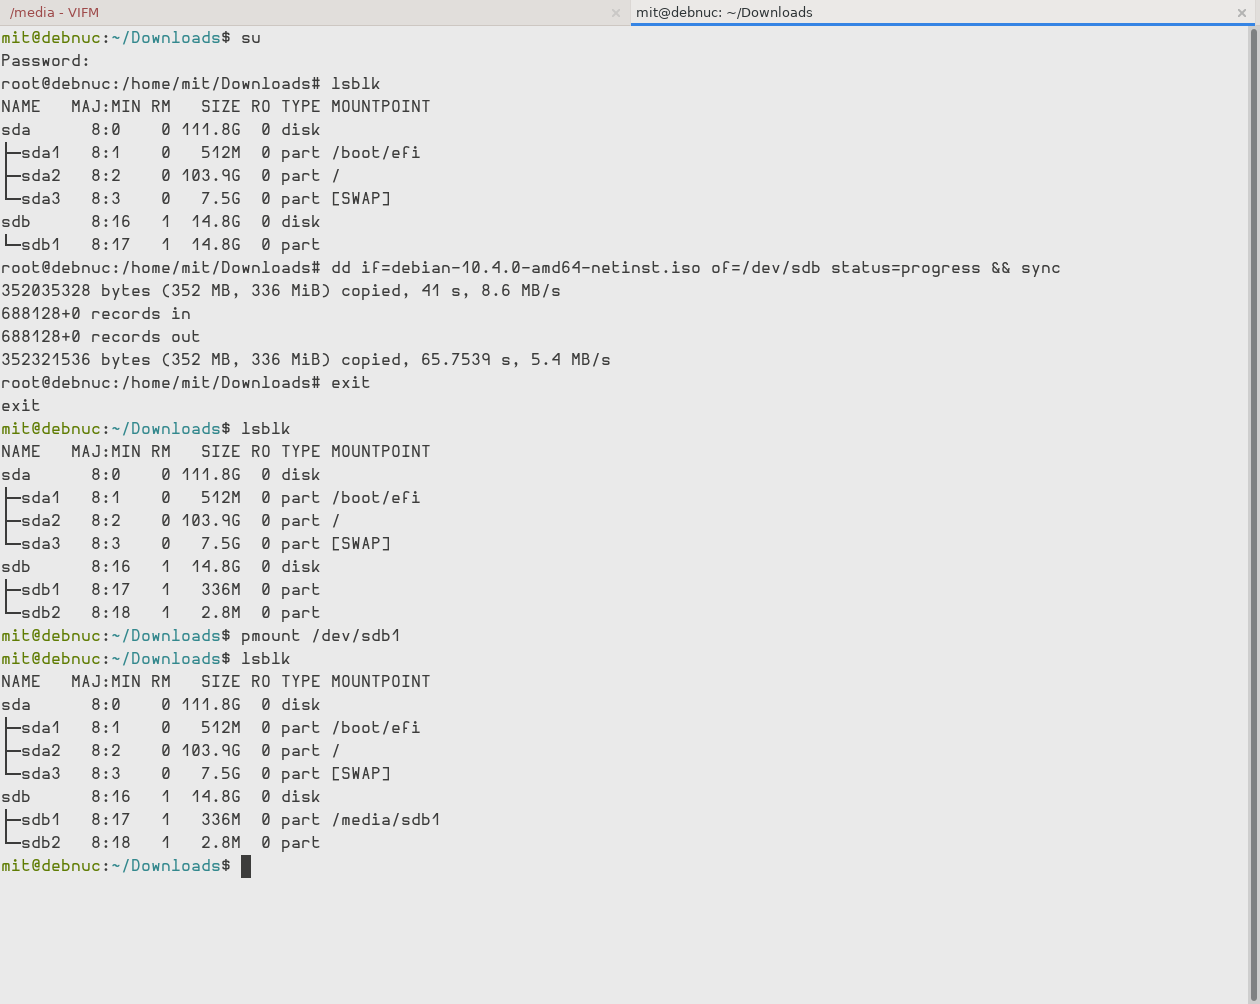 /media - VIFM
mit@debnuc: ~/Downloads
mit@debnuc:~/Downloads$ su
Password:
root@debnuc:/home/mit/Downloads# lsblk
NAME   MAJ:MIN RM   SIZE RO TYPE MOUNTPOINT
sda      8:0    0 111.8G  0 disk
├─sda1   8:1    0   512M  0 part /boot/efi
├─sda2   8:2    0 103.9G  0 part /
└─sda3   8:3    0   7.5G  0 part [SWAP]
sdb      8:16   1  14.8G  0 disk
└─sdb1   8:17   1  14.8G  0 part
root@debnuc:/home/mit/Downloads# dd if=debian-10.4.0-amd64-netinst.iso of=/dev/sdb status=progress && sync
352035328 bytes (352 MB, 336 MiB) copied, 41 s, 8.6 MB/s
688128+0 records in
688128+0 records out
352321536 bytes (352 MB, 336 MiB) copied, 65.7539 s, 5.4 MB/s
root@debnuc:/home/mit/Downloads# exit
exit
mit@debnuc:~/Downloads$ lsblk
NAME   MAJ:MIN RM   SIZE RO TYPE MOUNTPOINT
sda      8:0    0 111.8G  0 disk
├─sda1   8:1    0   512M  0 part /boot/efi
├─sda2   8:2    0 103.9G  0 part /
└─sda3   8:3    0   7.5G  0 part [SWAP]
sdb      8:16   1  14.8G  0 disk
├─sdb1   8:17   1   336M  0 part
└─sdb2   8:18   1   2.8M  0 part
mit@debnuc:~/Downloads$ pmount /dev/sdb1
mit@debnuc:~/Downloads$ lsblk
NAME   MAJ:MIN RM   SIZE RO TYPE MOUNTPOINT
sda      8:0    0 111.8G  0 disk
├─sda1   8:1    0   512M  0 part /boot/efi
├─sda2   8:2    0 103.9G  0 part /
└─sda3   8:3    0   7.5G  0 part [SWAP]
sdb      8:16   1  14.8G  0 disk
├─sdb1   8:17   1   336M  0 part /media/sdb1
└─sdb2   8:18   1   2.8M  0 part
mit@debnuc:~/Downloads$